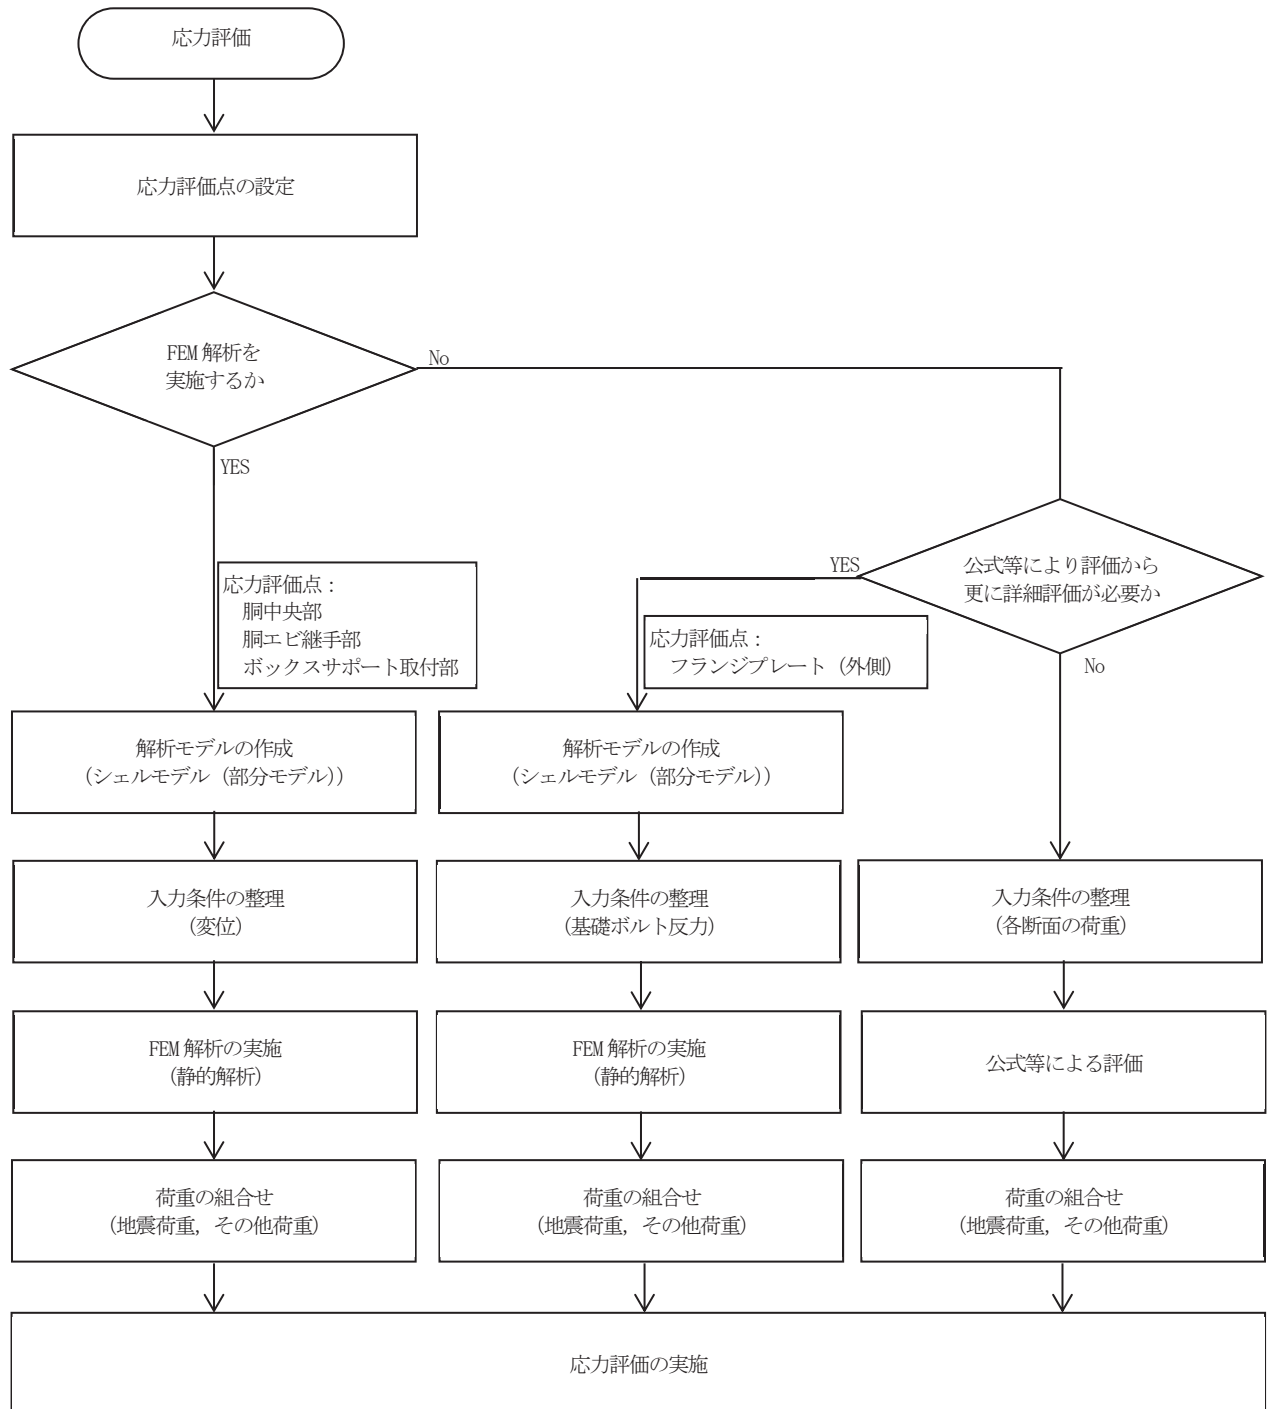 応力評価
応力評価点の設定
FEM 解析を
実施するか
No
YES
公式等により評価から
更に詳細評価が必要か
YES
No
応力評価点：
胴中央部
胴エビ継手部
ボックスサポート取付部
応力評価点：
フランジプレート（外側）
解析モデルの作成
（シェルモデル（部分モデル））
解析モデルの作成
（シェルモデル（部分モデル））
入力条件の整理
（変位）
入力条件の整理
（基礎ボルト反力）
入力条件の整理
（各断面の荷重）
FEM 解析の実施
（静的解析）
FEM 解析の実施
（静的解析）
公式等による評価
荷重の組合せ
（地震荷重，その他荷重）
荷重の組合せ
（地震荷重，その他荷重）
荷重の組合せ
（地震荷重，その他荷重）
応力評価の実施